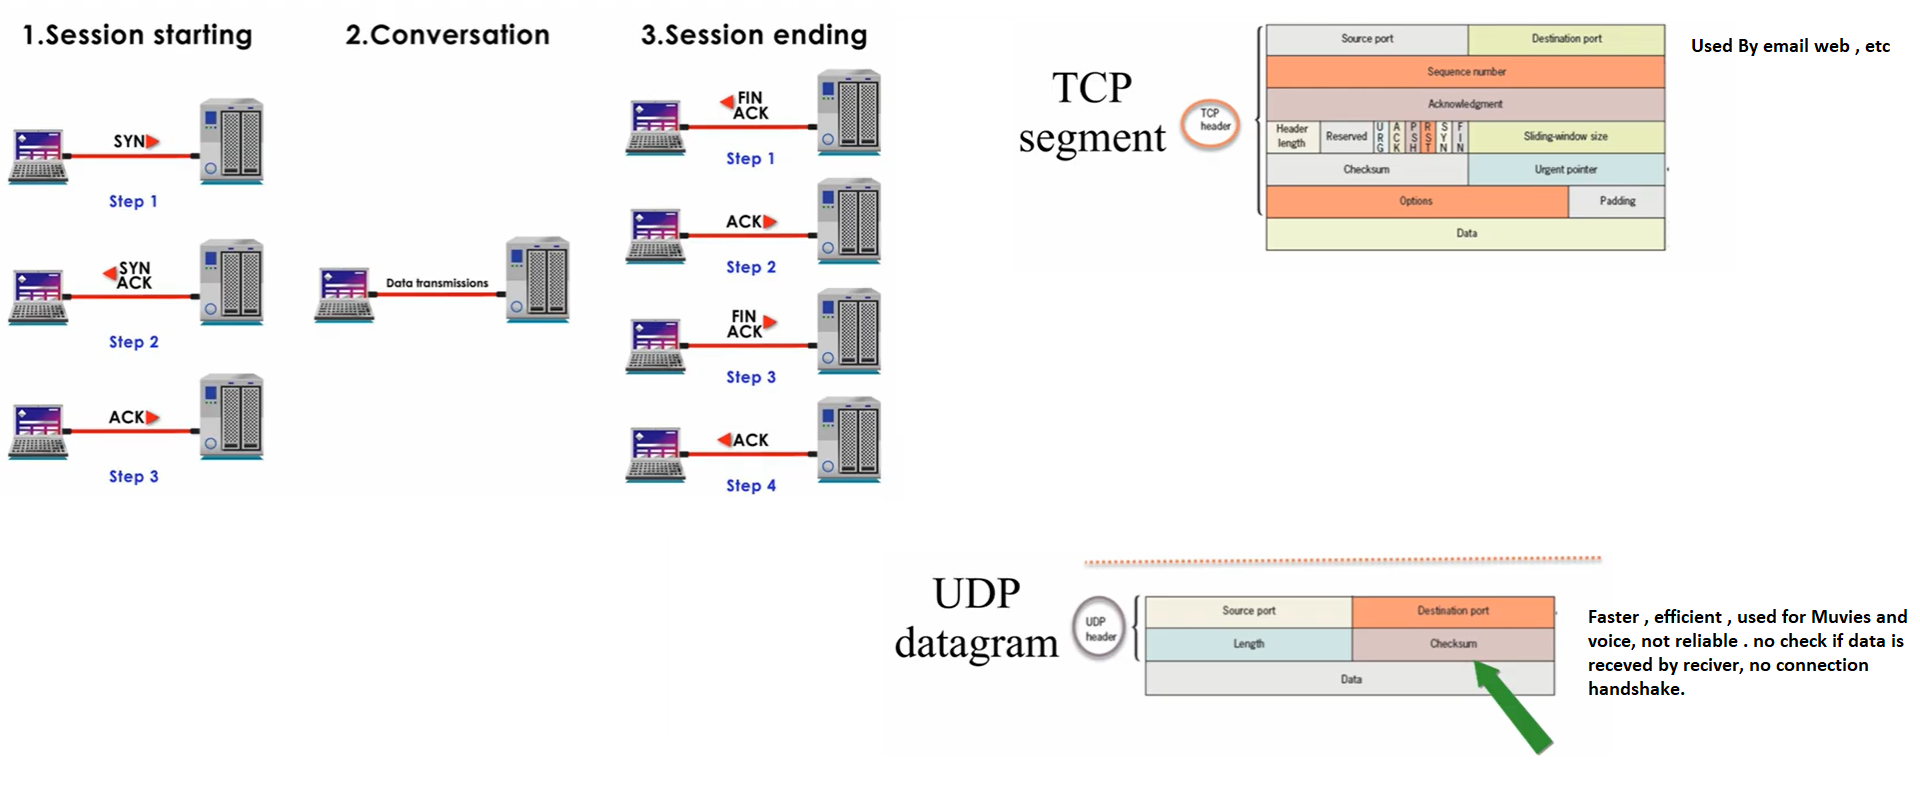 1.Session starting
SYN
Step 1
SYN
ACK
Step 2
ACK
Step 3
2.Conversation
Data transmissions
3.Session ending
FIN
ACK
Step 1
ACK
Step 2
FIN
ACK
Step 3
ACK
Step 4
TCP
segment
TCP
header
Source port
Destination port
Sequence number
Acknowledgment
Header
length
Reserved
URG
ACK
PSH
RST
SYN
FIN
Sliding-window size
Checksum
Urgent pointer
Options
Padding
Data
Used By email web , etc
UDP
datagram
UDP
header
Source port
Destination port
Length
Checksum
Data
Faster , efficient , used for Muvies and
voice, not reliable . no check if data is
receved by reciver, no connection
handshake.